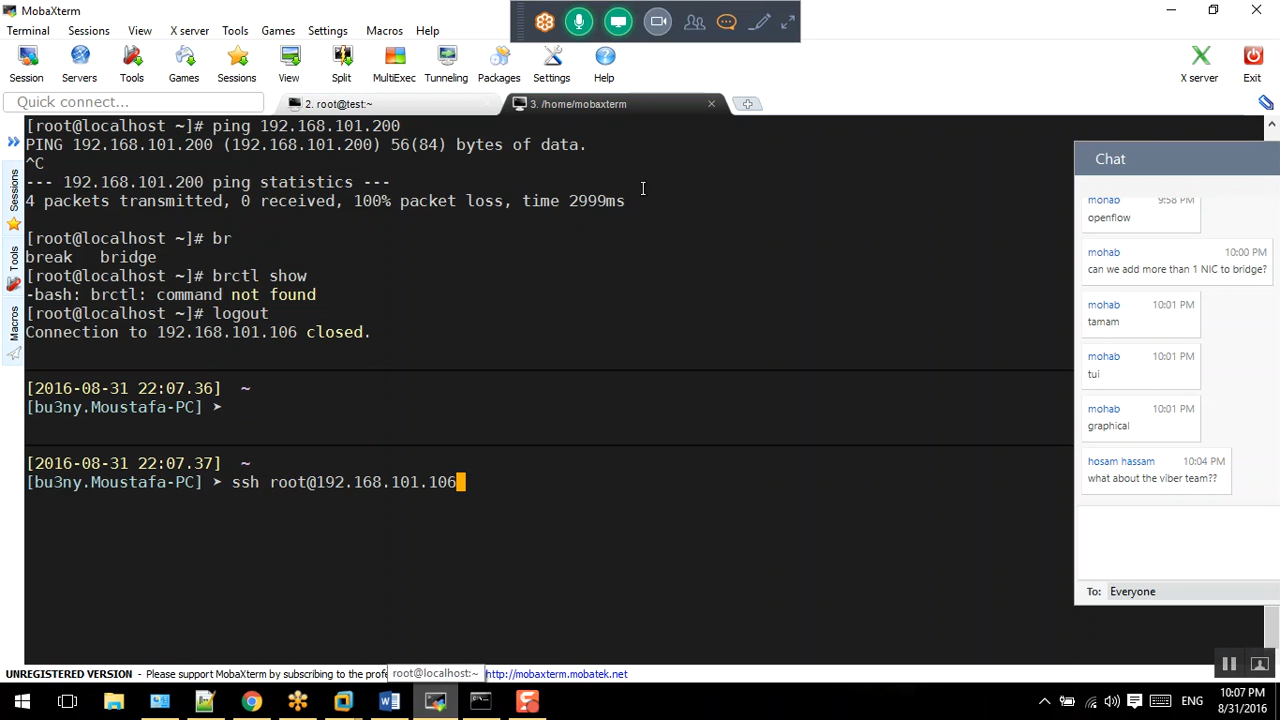 MobaXterm
Terminal Sessions View X server Tools Games Settings Macros Help
Session Servers Tools Games Sessions View Split MultiExec Tunneling Packages Settings Help X server Exit
Quick connect...
2. root@test:~
3. /home/mobaxterm
Sessions
Tools
Macros
[root@localhost ~]# ping 192.168.101.200
PING 192.168.101.200 (192.168.101.200) 56(84) bytes of data.
^C
--- 192.168.101.200 ping statistics ---
4 packets transmitted, 0 received, 100% packet loss, time 2999ms
[root@localhost ~]# br
break bridge
[root@localhost ~]# brctl show
-bash: brctl: command not found
[root@localhost ~]# logout
Connection to 192.168.101.106 closed.
[2016-08-31 22:07.36] ~
[bu3ny.Moustafa-PC] ➤
[2016-08-31 22:07.37] ~
[bu3ny.Moustafa-PC] ➤ ssh root@192.168.101.106
Chat
mohab 9:58 PM
openflow
mohab 10:00 PM
can we add more than 1 NIC to bridge?
mohab 10:01 PM
tamam
mohab 10:01 PM
tui
mohab 10:01 PM
graphical
hosam hassam 10:04 PM
what about the viber team??
To: Everyone
UNREGISTERED VERSION - Please support MobaXterm by subscribing to the profe
root@localhost:~
http://mobaxterm.mobatek.net
ENG
10:07 PM
8/31/2016